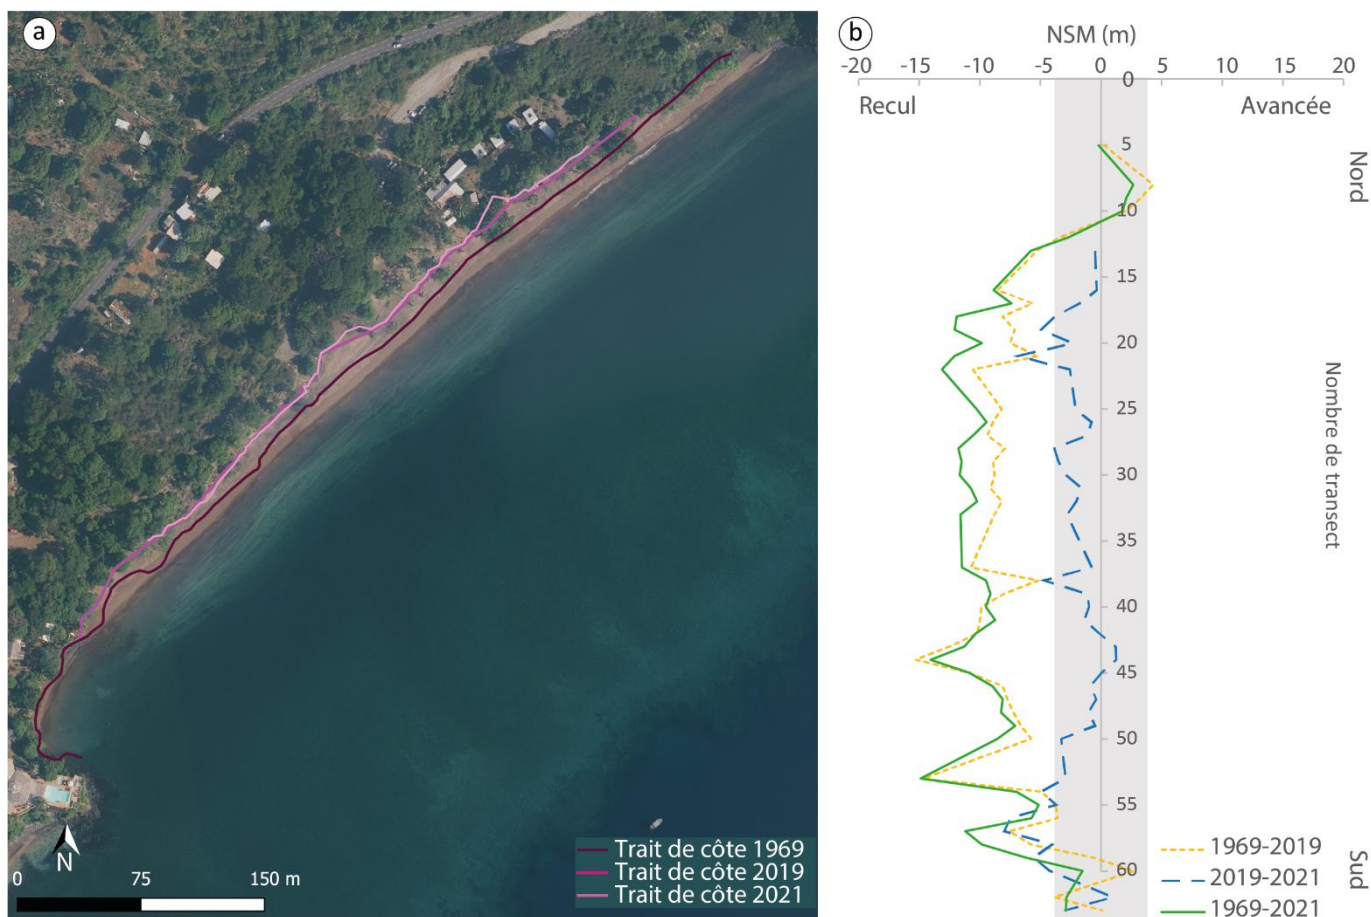 a
Trait de côte 1969
Trait de côte 2019
Trait de côte 2021
N
0 75 150 m
b
NSM (m)
-20 -15 -10 -5 0 5 10 15 20
Recul
Avancée
0
5
10
15
20
25
30
35
40
45
50
55
60
Nord
Nombre de transect
Sud
1969-2019
2019-2021
1969-2021